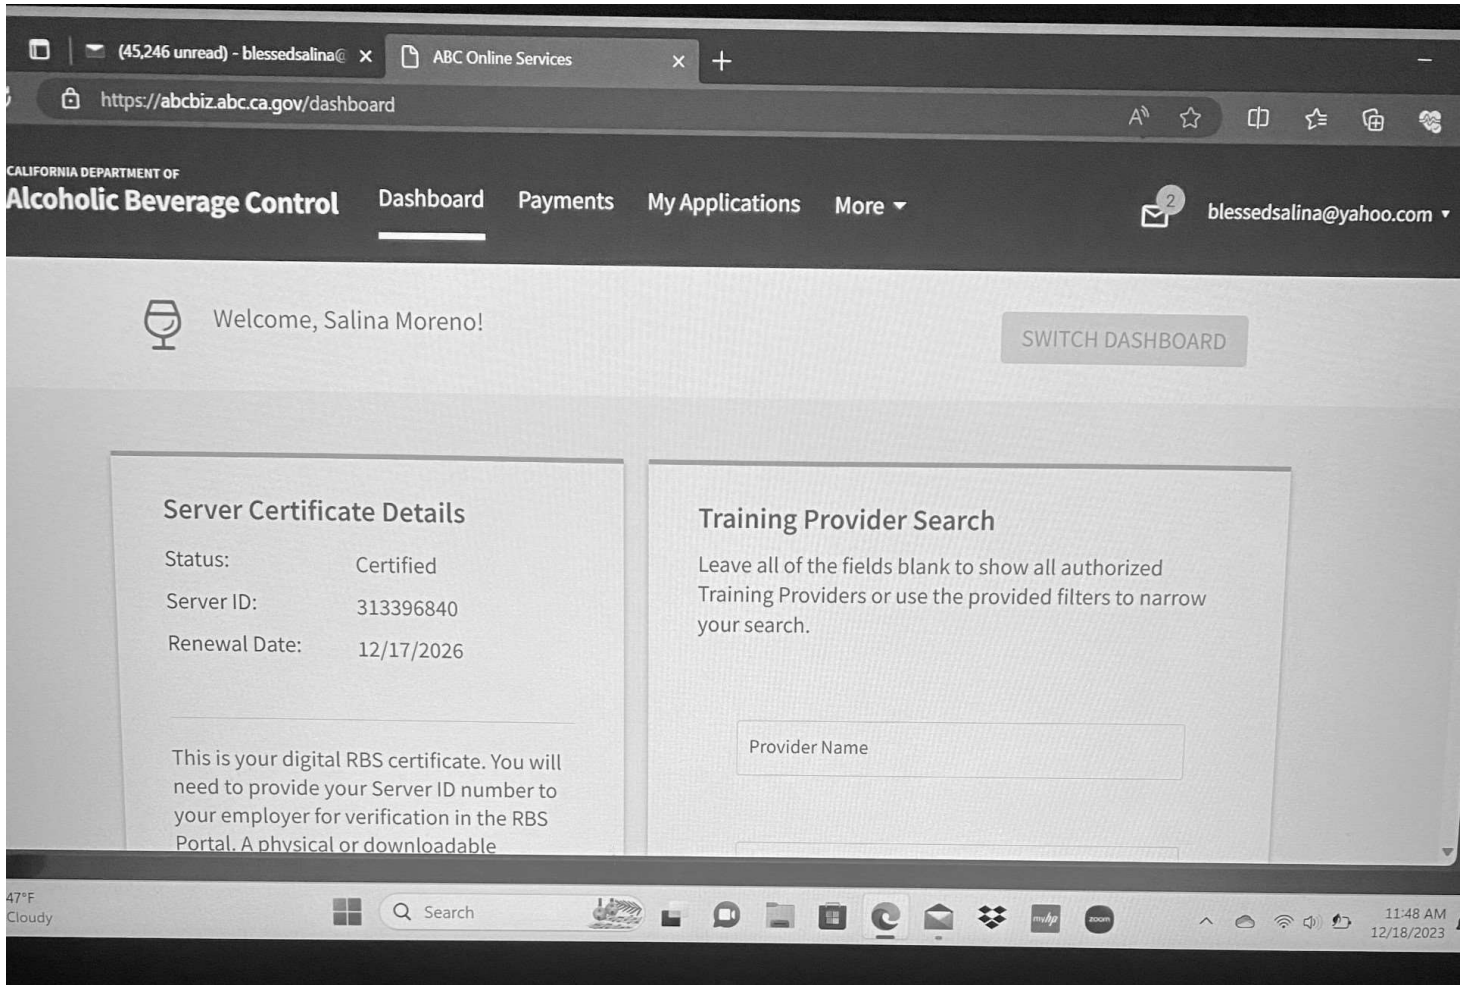 (45,246 unread) - blessedsalina@
ABC Online Services
https://abcbiz.abc.ca.gov/dashboard
CALIFORNIA DEPARTMENT OF
Alcoholic Beverage Control
Dashboard
Payments
My Applications
More
2
blessedsalina@yahoo.com
Welcome, Salina Moreno!
SWITCH DASHBOARD
Server Certificate Details
Status: Certified
Server ID: 313396840
Renewal Date: 12/17/2026
This is your digital RBS certificate. You will
need to provide your Server ID number to
your employer for verification in the RBS
Portal. A physical or downloadable
Training Provider Search
Leave all of the fields blank to show all authorized
Training Providers or use the provided filters to narrow
your search.
Provider Name
47°F
Cloudy
Search
myhp
zoom
11:48 AM
12/18/2023